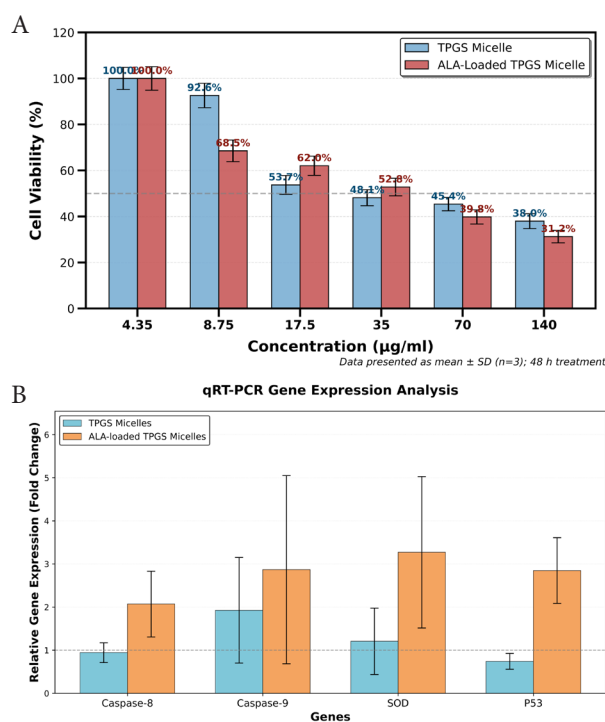 A
120
100
80
60
40
20
0
Cell Viability (%)
TPGS Micelle
ALA-Loaded TPGS Micelle
100.0% 100.0%
92.6%
68.5%
53.7%
62.0%
48.1%
52.8%
45.4%
39.8%
38.0%
31.2%
4.35 8.75 17.5 35 70 140
Concentration (µg/ml)
Data presented as mean ± SD (n=3); 48 h treatment
B
qRT-PCR Gene Expression Analysis
TPGS Micelles
ALA-loaded TPGS Micelles
6
5
4
3
2
1
0
Relative Gene Expression (Fold Change)
Caspase-8 Caspase-9 SOD P53
Genes